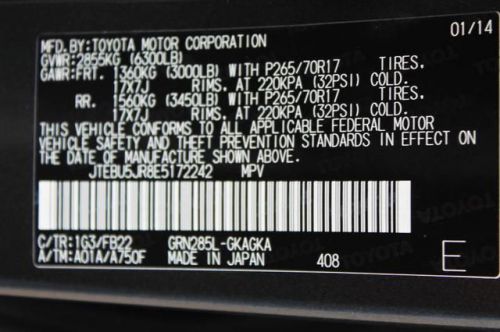 MFD.BY:TOYOTA MOTOR CORPORATION 01/14
GVWR:2855KG (6300LB)
GAWR:FRT. 1360KG (3000LB) WITH P265/70R17 TIRES.
17X7J RIMS. AT 220KPA (32PSI) COLD.
RR. 1560KG (3450LB) WITH P265/70R17 TIRES.
17X7J RIMS. AT 220KPA (32PSI) COLD.
THIS VEHICLE CONFORMS TO ALL APPLICABLE FEDERAL MOTOR
VEHICLE SAFETY AND THEFT PREVENTION STANDARDS IN EFFECT ON
THE DATE OF MANUFACTURE SHOWN ABOVE.
JTEBU5JR8E5172242 MPV
C/TR:1G3/FB22 GRN285L-GKAGKA
A/TM:A01A/A750F MADE IN JAPAN 408 E